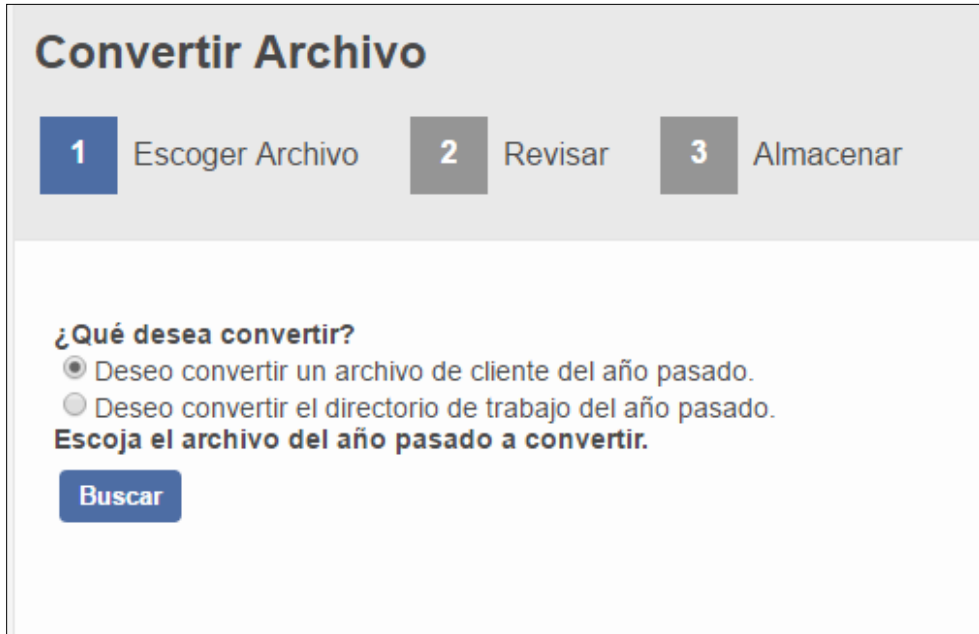 Convertir Archivo
1 Escoger Archivo 2 Revisar 3 Almacenar
¿Qué desea convertir?
Deseo convertir un archivo de cliente del año pasado.
Deseo convertir el directorio de trabajo del año pasado.
Escoja el archivo del año pasado a convertir.
Buscar